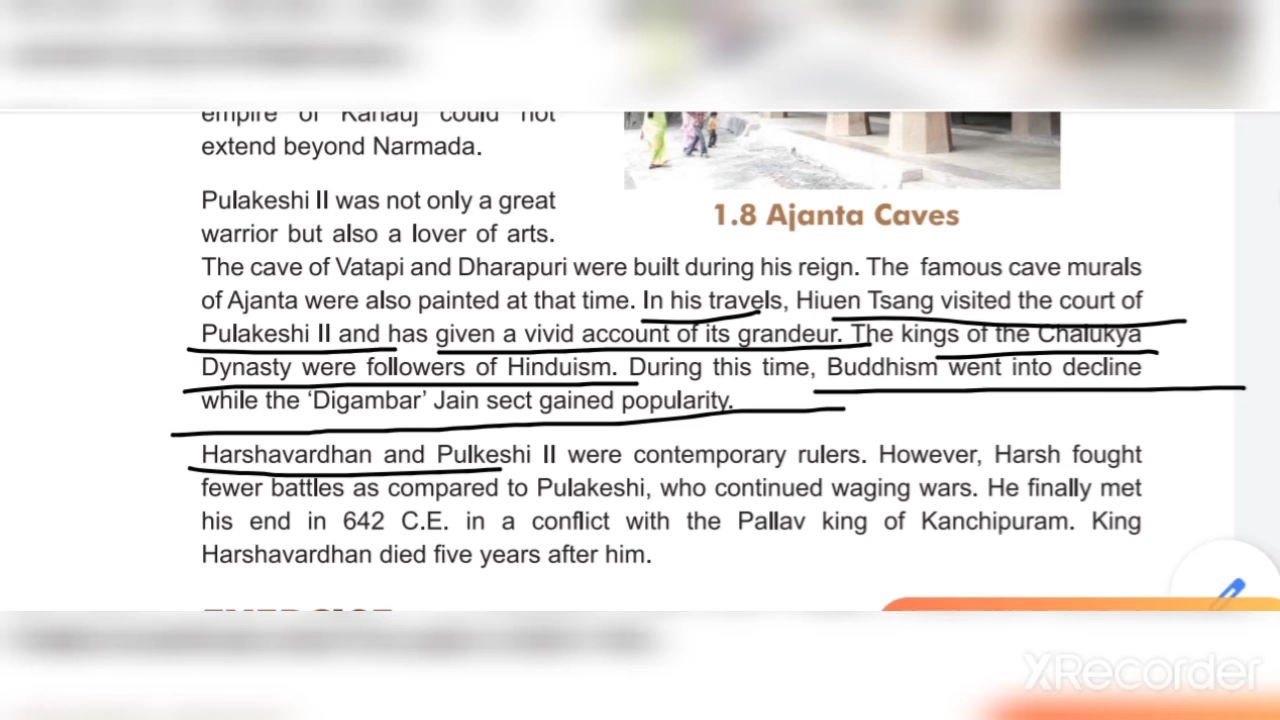 empire of Kanauj could not
extend beyond Narmada.
Pulakeshi II was not only a great
warrior but also a lover of arts.
1.8 Ajanta Caves
The cave of Vatapi and Dharapuri were built during his reign. The famous cave murals
of Ajanta were also painted at that time. In his travels, Hiuen Tsang visited the court of
Pulakeshi II and has given a vivid account of its grandeur. The kings of the Chalukya
Dynasty were followers of Hinduism. During this time, Buddhism went into decline
while the ‘Digambar’ Jain sect gained popularity.
Harshavardhan and Pulkeshi II were contemporary rulers. However, Harsh fought
fewer battles as compared to Pulakeshi, who continued waging wars. He finally met
his end in 642 C.E. in a conflict with the Pallav king of Kanchipuram. King
Harshavardhan died five years after him.
XRecorder